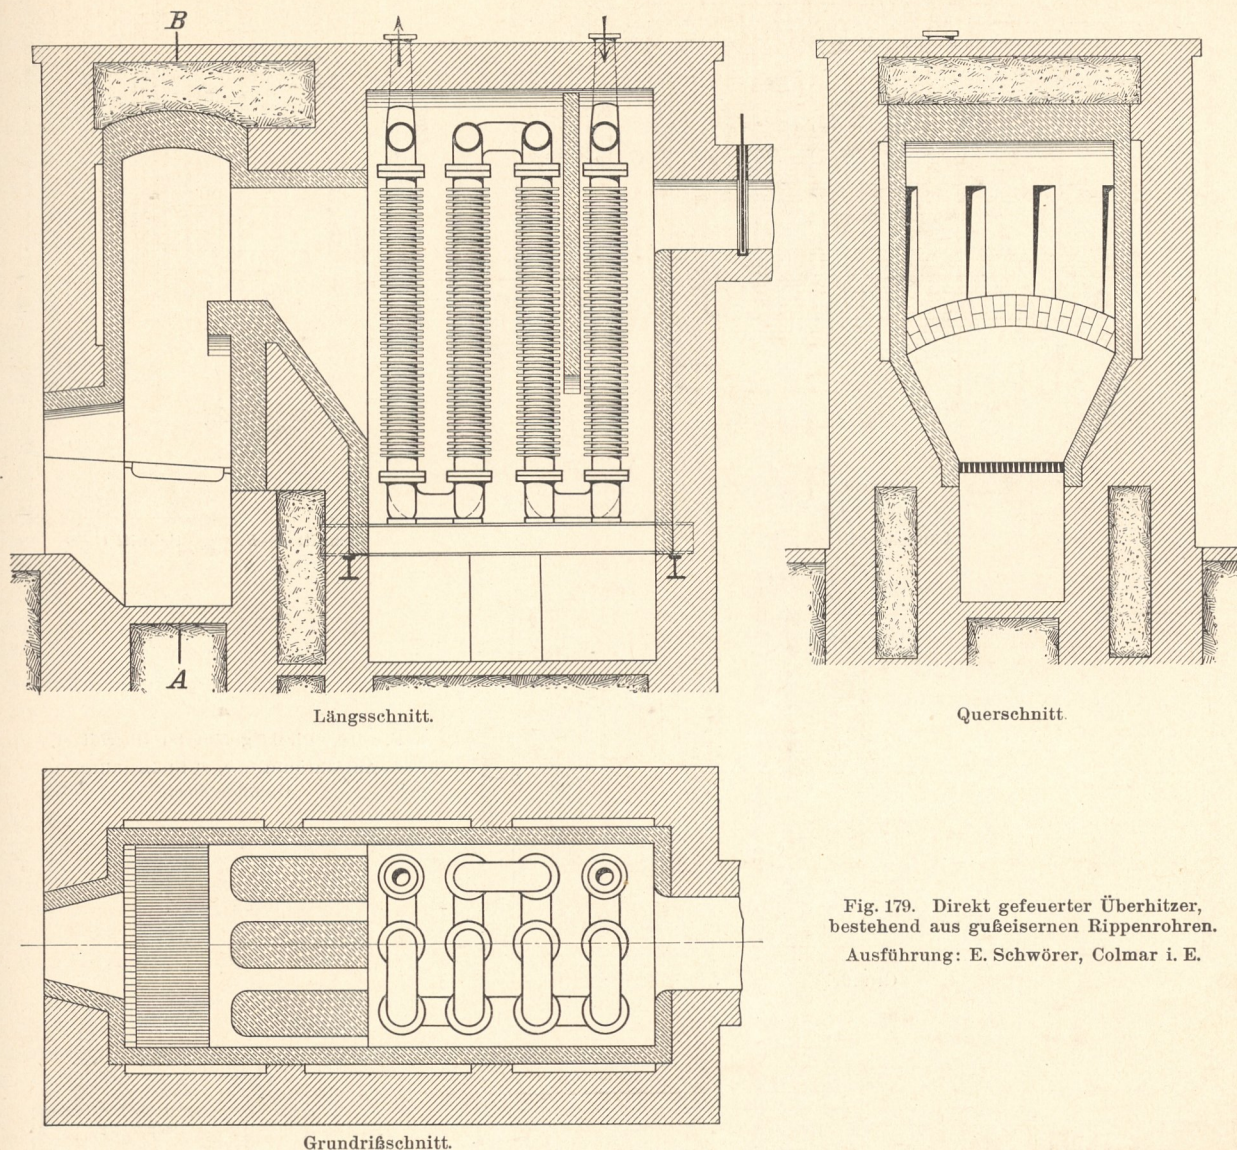 B
A
Längsschnitt.
Querschnitt.
Fig. 179. Direkt gefeuerter Überhitzer,
bestehend aus gußeisernen Rippenrohren.
Ausführung: E. Schwörer, Colmar i. E.
Grundrißschnitt.